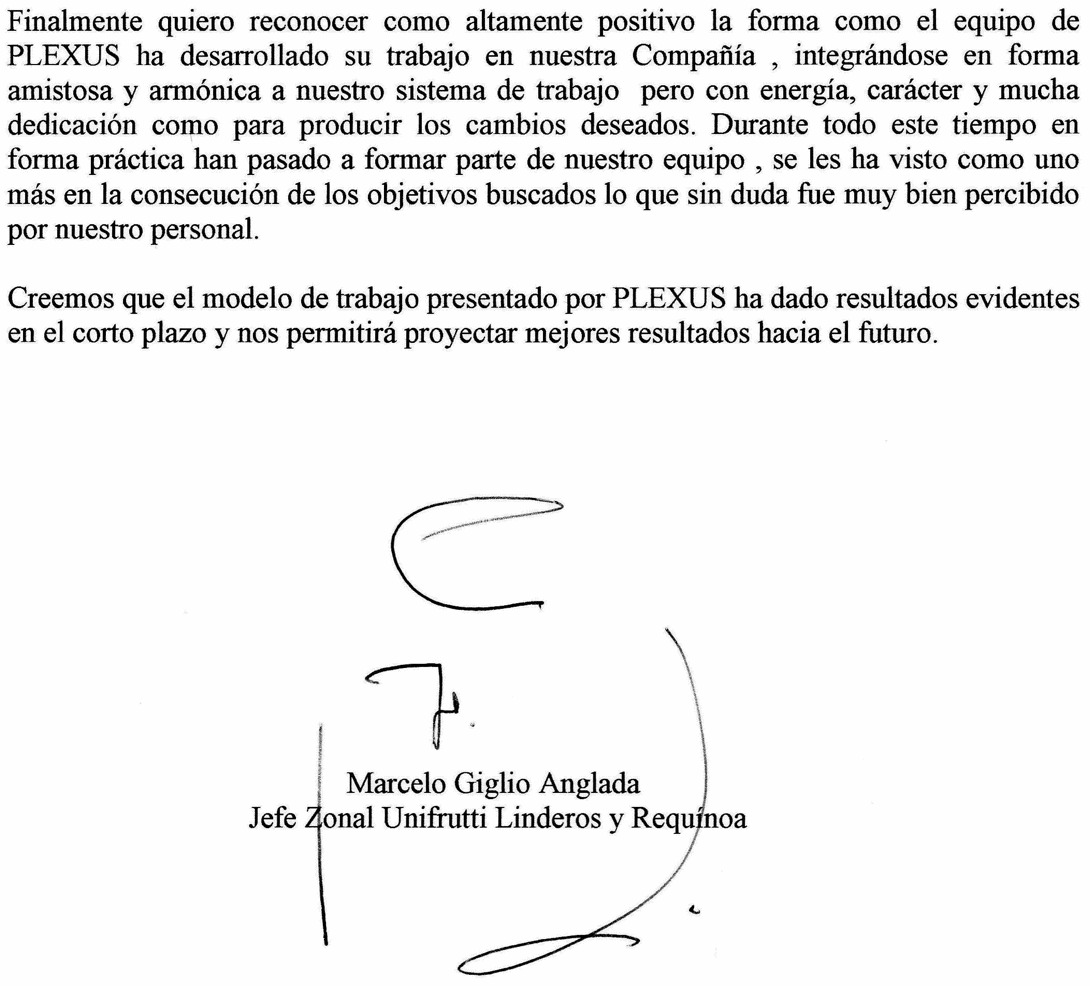 Finalmente quiero reconocer como altamente positivo la forma como el equipo de
PLEXUS ha desarrollado su trabajo en nuestra Compañía , integrándose en forma
amistosa y armónica a nuestro sistema de trabajo pero con energía, carácter y mucha
dedicación como para producir los cambios deseados. Durante todo este tiempo en
forma práctica han pasado a formar parte de nuestro equipo , se les ha visto como uno
más en la consecución de los objetivos buscados lo que sin duda fue muy bien percibido
por nuestro personal.
Creemos que el modelo de trabajo presentado por PLEXUS ha dado resultados evidentes
en el corto plazo y nos permitirá proyectar mejores resultados hacia el futuro.
Marcelo Giglio Anglada
Jefe Zonal Unifrutti Linderos y Requínoa